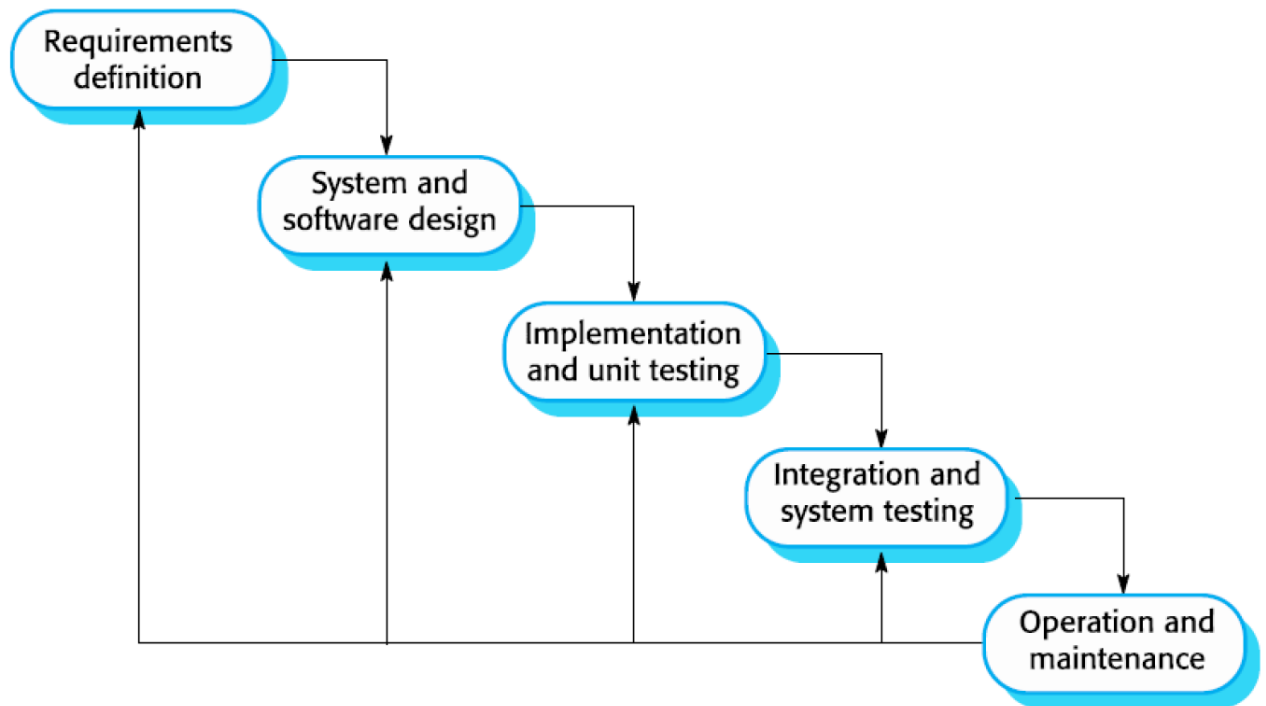 Requirements
definition
System and
software design
Implementation
and unit testing
Integration and
system testing
Operation and
maintenance